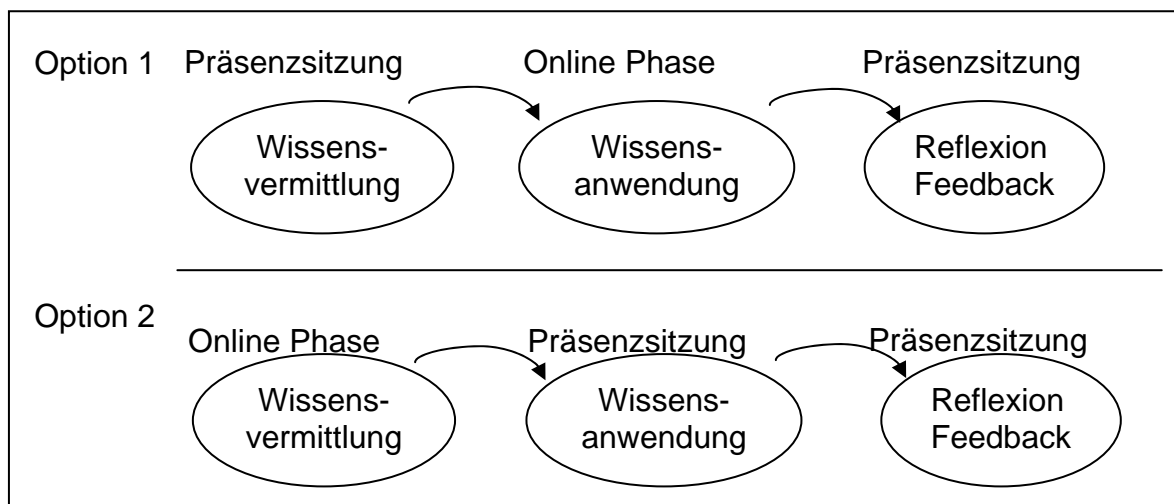 Option 1 Präsenzsitzung Online Phase Präsenzsitzung
Wissens-
vermittlung
Wissens-
anwendung
Reflexion
Feedback
Option 2
Online Phase Präsenzsitzung Präsenzsitzung
Wissens-
vermittlung
Wissens-
anwendung
Reflexion
Feedback